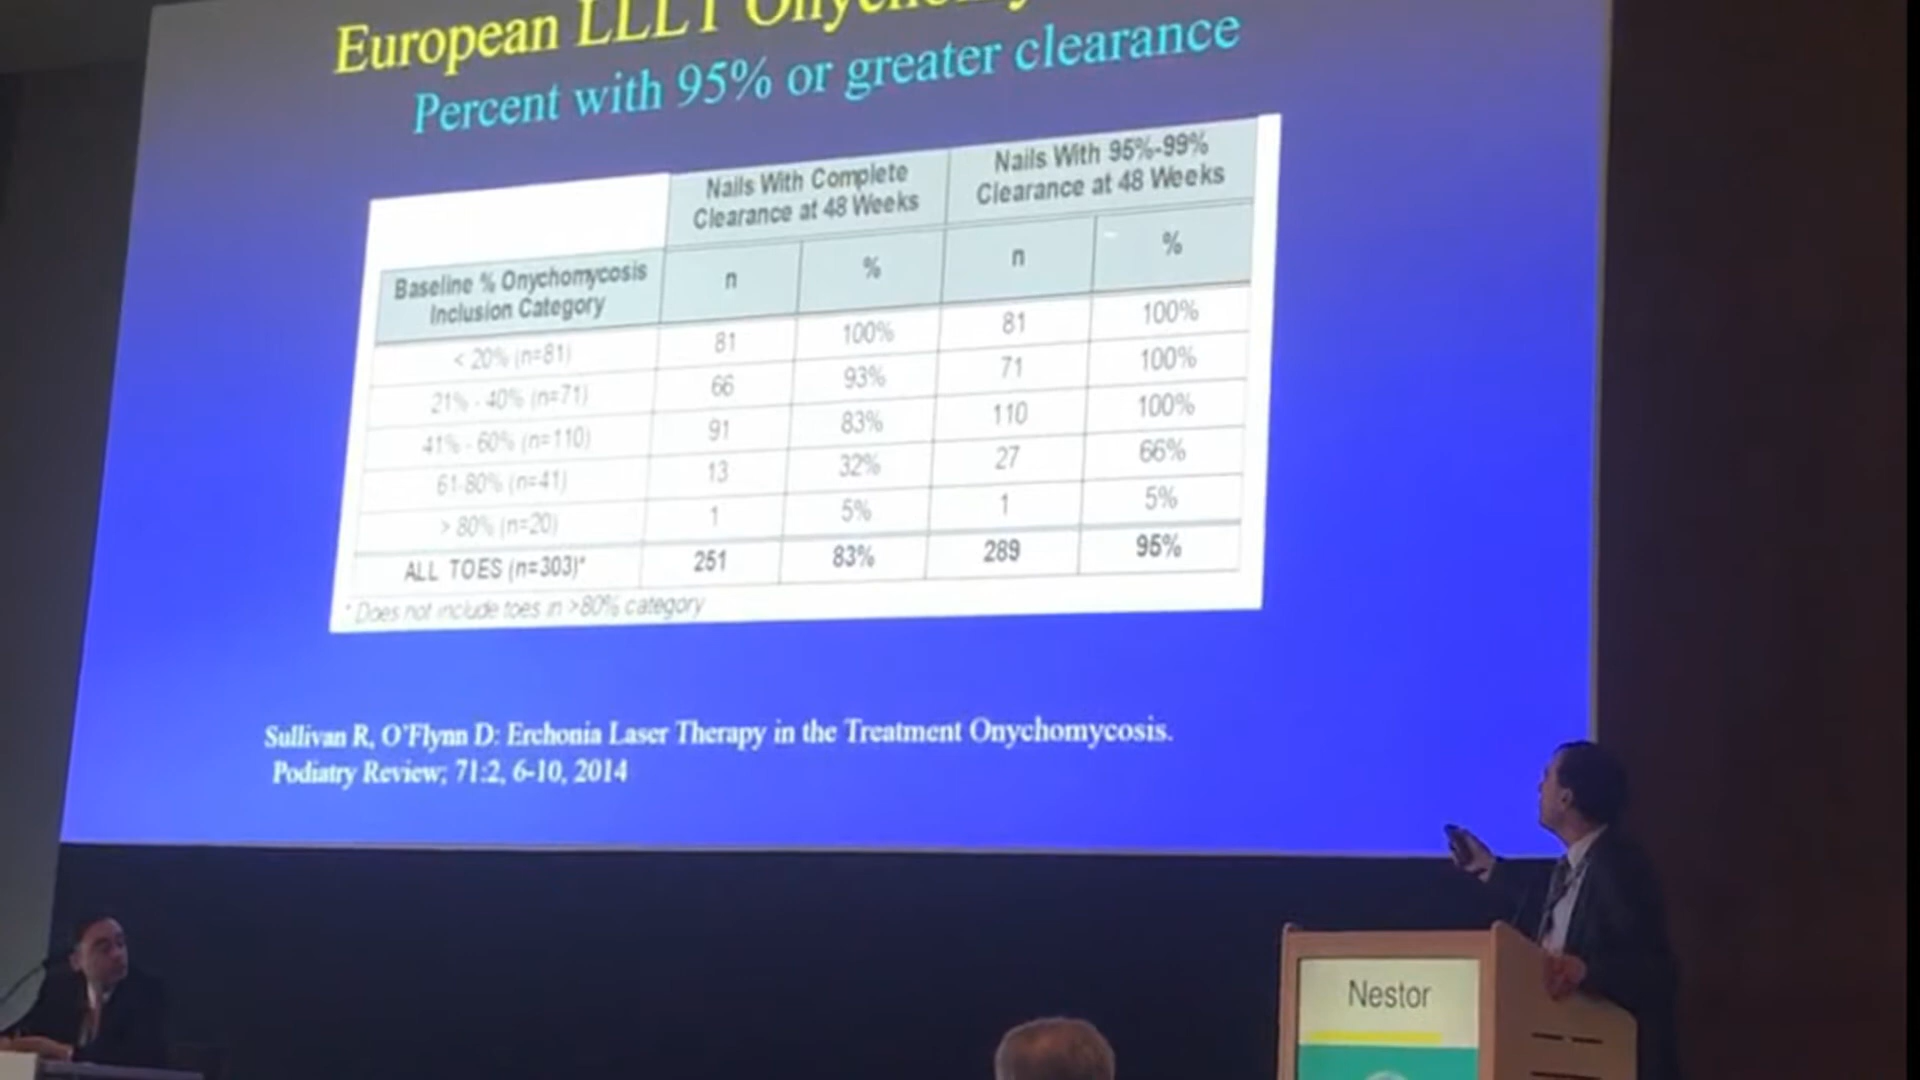 European LLLT
Percent with 95% or greater clearance
Nails With Complete
Clearance at 48 Weeks
Nails With 95%-99%
Clearance at 48 Weeks
Baseline % Onychomycosis
Inclusion Category
n % n %
< 20% (n=81) 81 100% 81 100%
21% - 40% (n=71) 66 93% 71 100%
41% - 60% (n=110) 91 83% 110 100%
61-80% (n=41) 13 32% 27 66%
> 80% (n=20) 1 5% 1 5%
ALL TOES (n=303)* 251 83% 289 95%
* Does not include toes in >80% category
Sullivan R, O'Flynn D: Erchonia Laser Therapy in the Treatment Onychomycosis.
Podiatry Review; 71:2, 6-10, 2014
Nestor